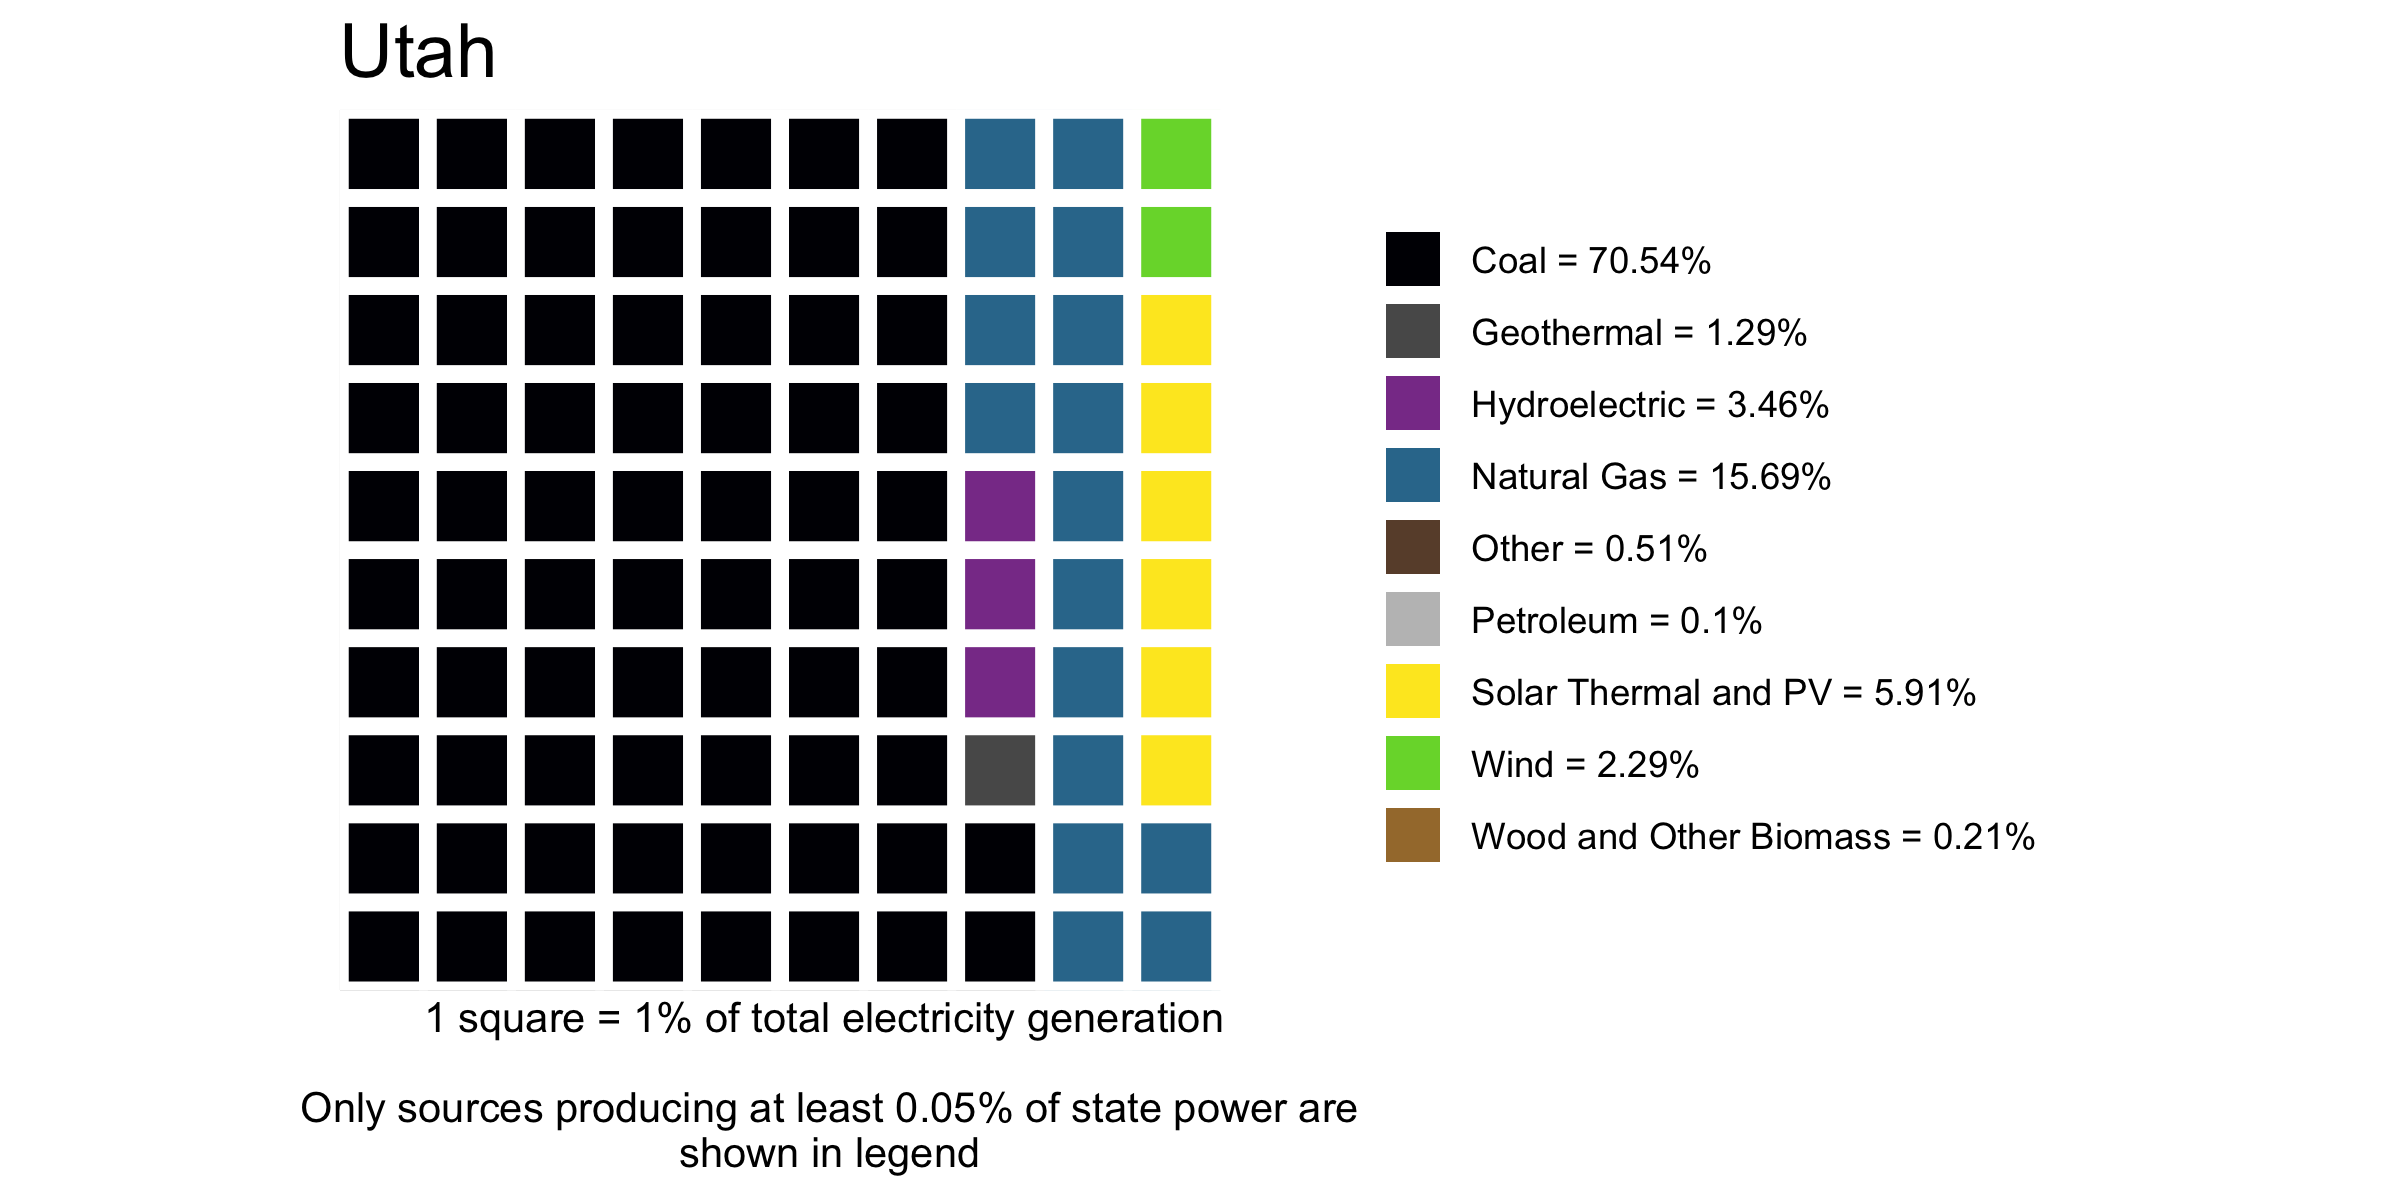 Utah
Coal = 70.54%
Geothermal = 1.29%
Hydroelectric = 3.46%
Natural Gas = 15.69%
Other = 0.51%
Petroleum = 0.1%
Solar Thermal and PV = 5.91%
Wind = 2.29%
Wood and Other Biomass = 0.21%
1 square = 1% of total electricity generation
Only sources producing at least 0.05% of state power are
shown in legend